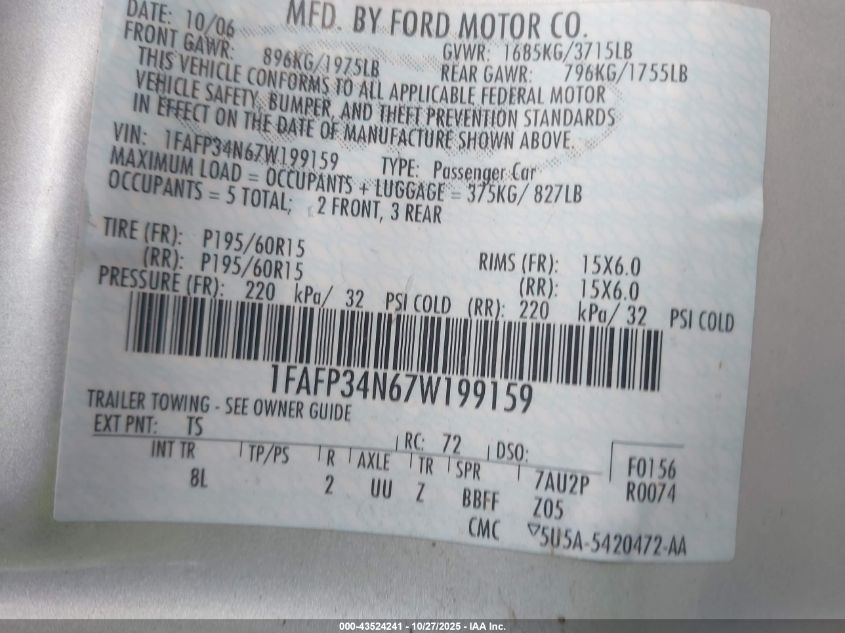 DATE: 10/06 MFD. BY FORD MOTOR CO.
FRONT GAWR: 896KG/1975LB GVWR: 1685KG/3715LB
REAR GAWR: 796KG/1755LB
THIS VEHICLE CONFORMS TO ALL APPLICABLE FEDERAL MOTOR
VEHICLE SAFETY, BUMPER, AND THEFT PREVENTION STANDARDS
IN EFFECT ON THE DATE OF MANUFACTURE SHOWN ABOVE.
VIN: 1FAFP34N67W199159 TYPE: Passenger Car
MAXIMUM LOAD = OCCUPANTS + LUGGAGE = 375KG/ 827LB
OCCUPANTS = 5 TOTAL; 2 FRONT, 3 REAR
TIRE (FR): P195/60R15 RIMS (FR): 15X6.0
(RR): P195/60R15 (RR): 15X6.0
PRESSURE (FR): 220 kPa/ 32 PSI COLD (RR): 220 kPa/ 32 PSI COLD
1FAFP34N67W199159
TRAILER TOWING - SEE OWNER GUIDE
EXT PNT: TS RC: 72 DSO:
INT TR TP/PS R AXLE TR SPR 7AU2P F0156
8L 2 UU Z BBFF Z05 R0074
CMC ▽5U5A-5420472-AA
000-43524241 - 10/27/2025 - IAA Inc.